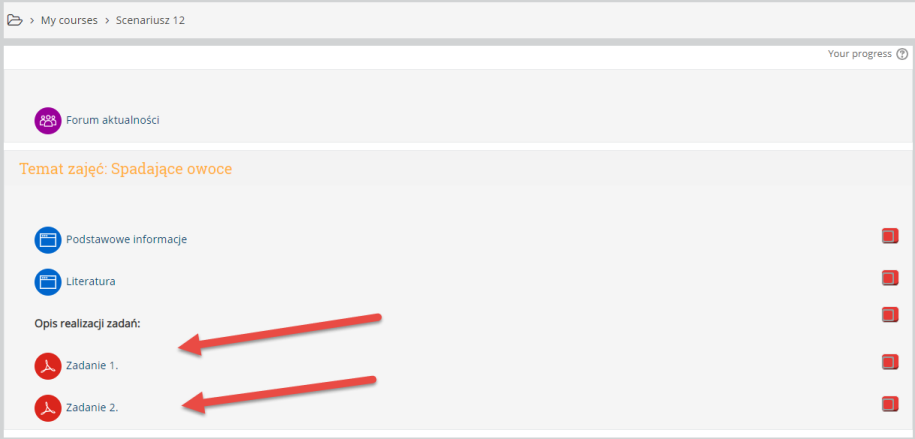 My courses > Scenariusz 12
Your progress
Forum aktualności
Temat zajęć: Spadające owoce
Podstawowe informacje
Literatura
Opis realizacji zadań:
Zadanie 1.
Zadanie 2.